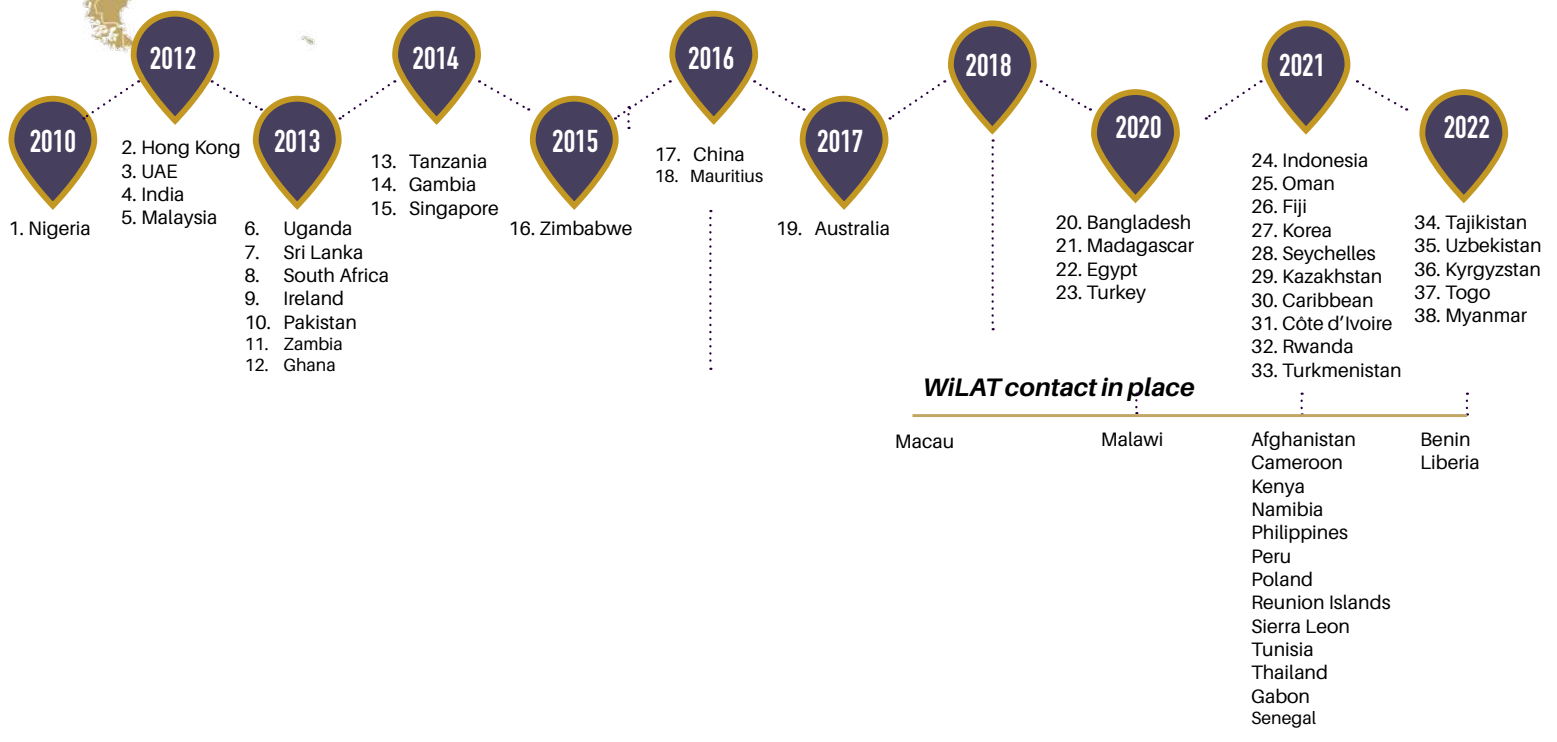 2010
1. Nigeria
2012
2. Hong Kong
3. UAE
4. India
5. Malaysia
2013
6. Uganda
7. Sri Lanka
8. South Africa
9. Ireland
10. Pakistan
11. Zambia
12. Ghana
2014
13. Tanzania
14. Gambia
15. Singapore
2015
16. Zimbabwe
2016
17. China
18. Mauritius
2017
19. Australia
2018
2020
20. Bangladesh
21. Madagascar
22. Egypt
23. Turkey
2021
24. Indonesia
25. Oman
26. Fiji
27. Korea
28. Seychelles
29. Kazakhstan
30. Caribbean
31. Côte d’Ivoire
32. Rwanda
33. Turkmenistan
2022
34. Tajikistan
35. Uzbekistan
36. Kyrgyzstan
37. Togo
38. Myanmar
WiLAT contact in place
Macau
Malawi
Afghanistan
Cameroon
Kenya
Namibia
Philippines
Peru
Poland
Reunion Islands
Sierra Leon
Tunisia
Thailand
Gabon
Senegal
Benin
Liberia